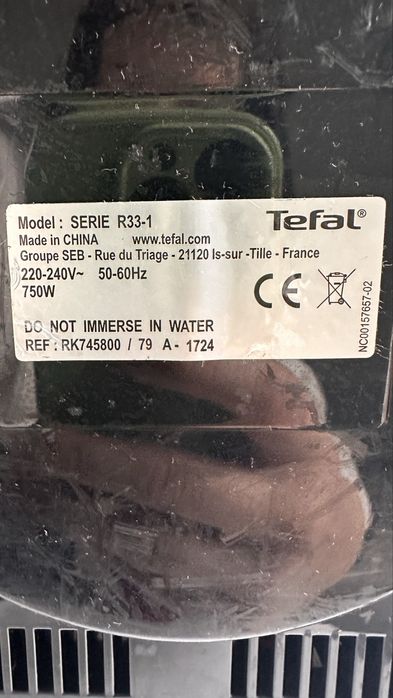 Model : SERIE R33-1 Tefal®
Made in CHINA www.tefal.com
Groupe SEB - Rue du Triage - 21120 Is-sur -Tille - France
220-240V~ 50-60Hz
750W
CE
DO NOT IMMERSE IN WATER
REF : RK745800 / 79 A - 1724
NC00157657-02